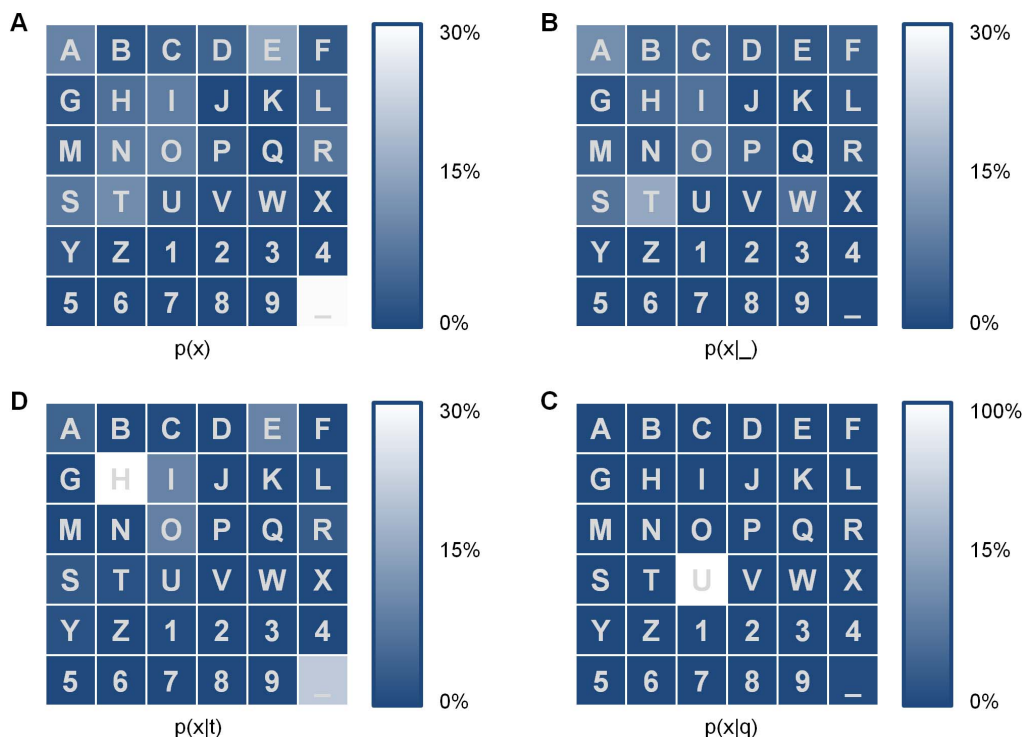 A
A B C D E F
G H I J K L
M N O P Q R
S T U V W X
Y Z 1 2 3 4
5 6 7 8 9 _
30%
15%
0%
p(x)
B
A B C D E F
G H I J K L
M N O P Q R
S T U V W X
Y Z 1 2 3 4
5 6 7 8 9 _
30%
15%
0%
p(x|_)
D
A B C D E F
G H I J K L
M N O P Q R
S T U V W X
Y Z 1 2 3 4
5 6 7 8 9 _
30%
15%
0%
p(x|t)
C
A B C D E F
G H I J K L
M N O P Q R
S T U V W X
Y Z 1 2 3 4
5 6 7 8 9 _
100%
15%
0%
p(x|q)